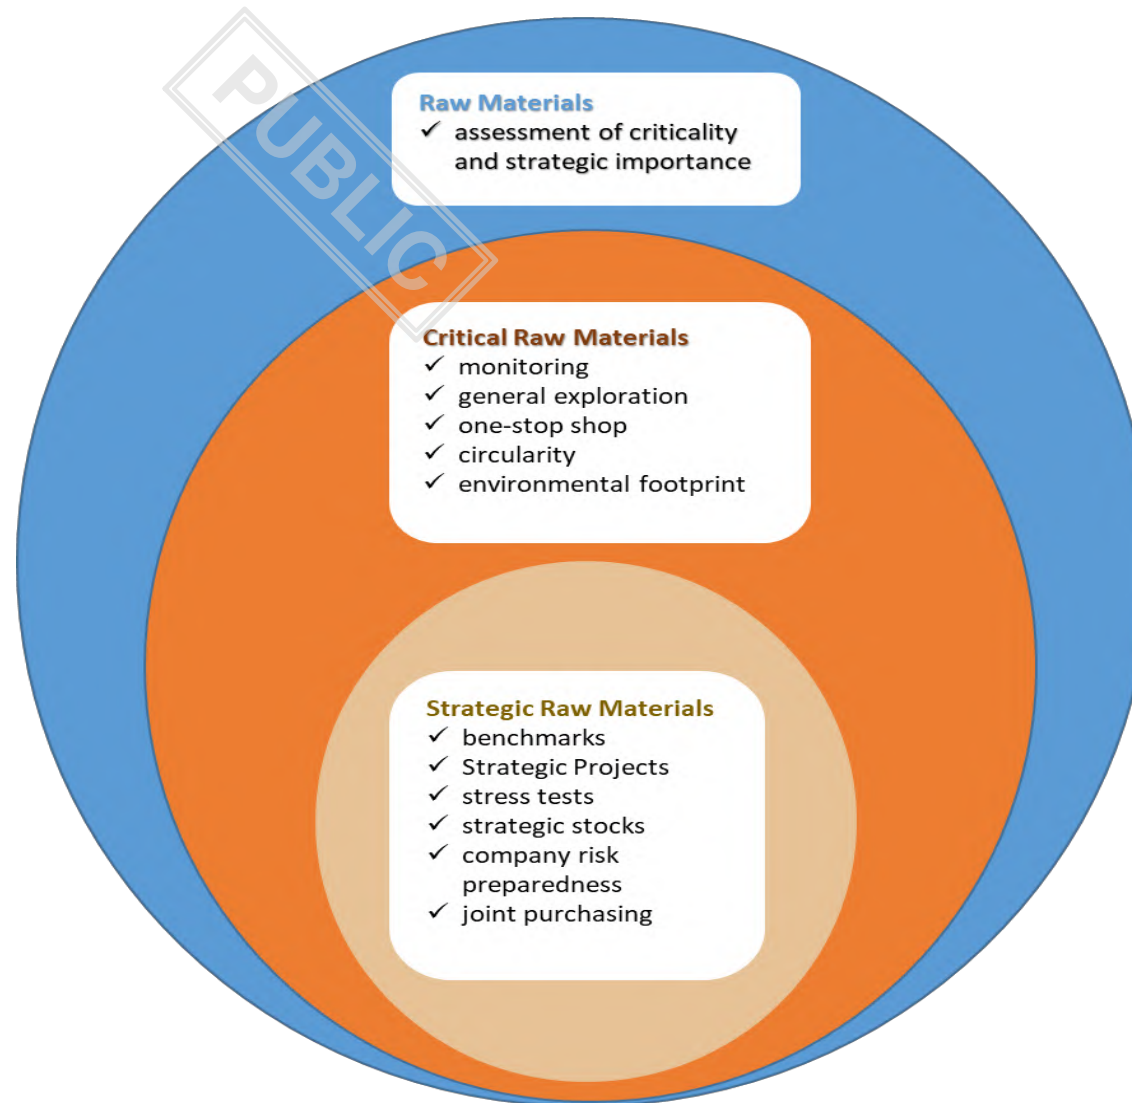 PUBLIC
Raw Materials
✓ assessment of criticality
and strategic importance
Critical Raw Materials
✓ monitoring
✓ general exploration
✓ one-stop shop
✓ circularity
✓ environmental footprint
Strategic Raw Materials
✓ benchmarks
✓ Strategic Projects
✓ stress tests
✓ strategic stocks
✓ company risk
preparedness
✓ joint purchasing